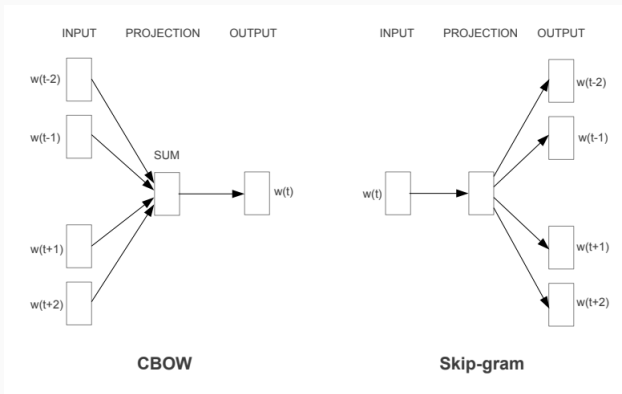 INPUT PROJECTION OUTPUT
w(t-2)
w(t-1)
SUM
w(t)
w(t+1)
w(t+2)
CBOW
INPUT PROJECTION OUTPUT
w(t-2)
w(t-1)
w(t)
w(t+1)
w(t+2)
Skip-gram